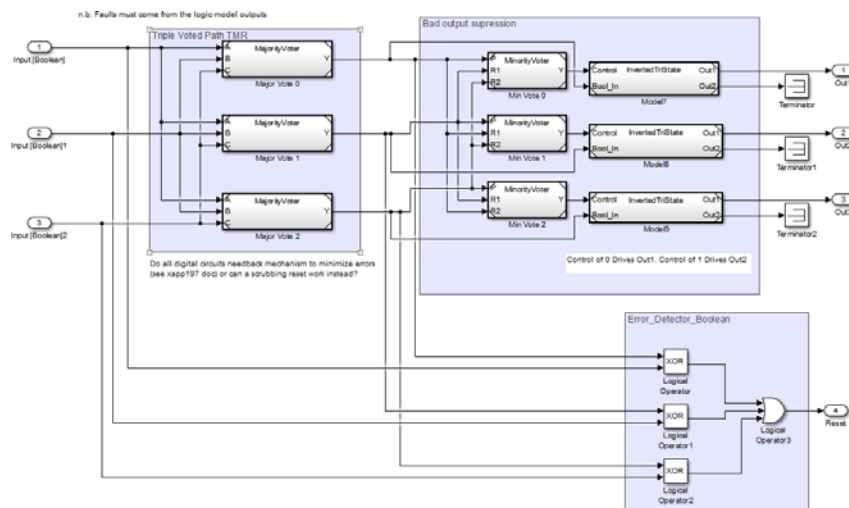 n.b. Faults must come from the logic model outputs
Triple Voted Path TMR
Bad output supression
1
Input [Boolean]
A
B
C
MajorityVoter
Y
Major Vote 0
P
R1
R2
MinorityVoter
Y
Min Vote 0
Control
Bool_In
InvertedTriState
Out1
Out2
Model7
Terminator
1
Out1
2
Input [Boolean]1
A
B
C
MajorityVoter
Y
Major Vote 1
P
R1
R2
MinorityVoter
Y
Min Vote 1
Control
Bool_In
InvertedTriState
Out1
Out2
Model8
Terminator1
2
Out2
3
Input [Boolean]2
A
B
C
MajorityVoter
Y
Major Vote 2
P
R1
R2
MinorityVoter
Y
Min Vote 2
Control
Bool_In
InvertedTriState
Out1
Out2
Terminator2
3
Do all digital circuits needback mechanism to minimize errors
(see xapp197 doc) or can a scrubbing reset work instead?
Control of 0 Drives Out1. Control of 1 Drives Out2
Error_Detector_Boolean
XOR
Logical
Operator
XOR
Logical
Operator1
XOR
Logical
Operator2
Logical
Operator3
4
Reset